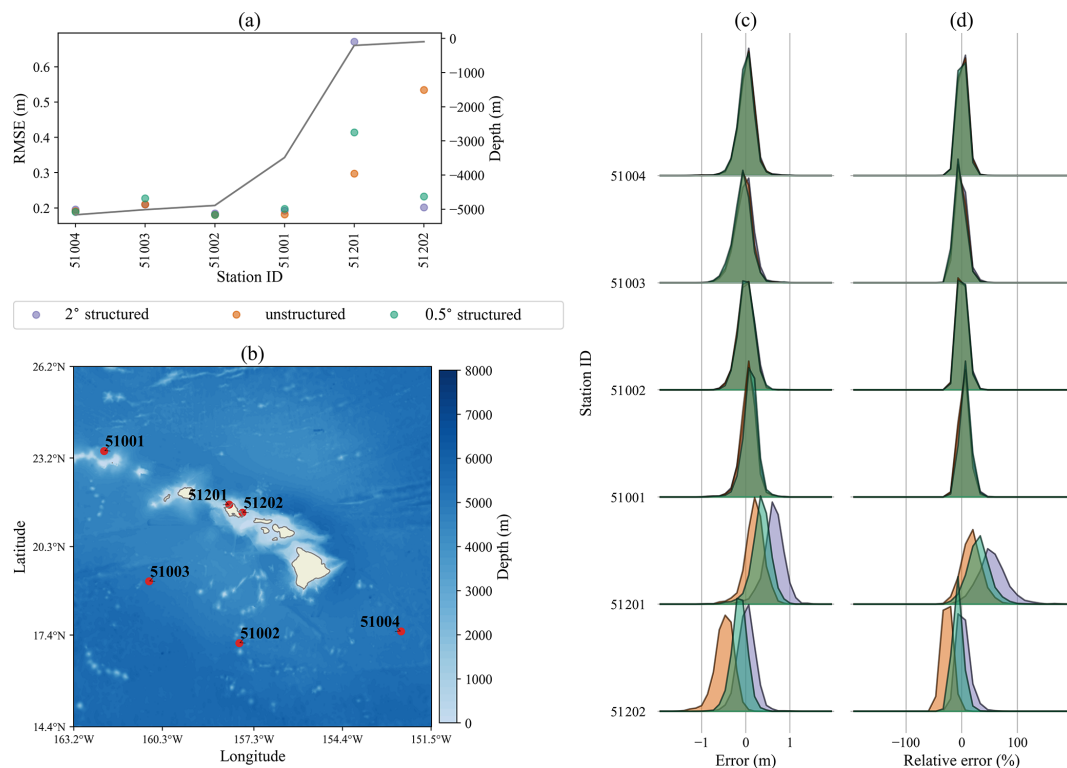 (a)
RMSE (m)
0.6
0.5
0.4
0.3
0.2
0
−1000
−2000
−3000
−4000
−5000
Depth (m)
51004
51003
51002
51001
51201
51202
Station ID
2° structured
unstructured
0.5° structured
(b)
26.2°N
23.2°N
20.3°N
17.4°N
14.4°N
Latitude
163.2°W
160.3°W
157.3°W
154.4°W
151.5°W
Longitude
51001
51201
51202
51003
51002
51004
8000
7000
6000
5000
4000
3000
2000
1000
0
Depth (m)
(c)
(d)
Station ID
51004
51003
51002
51001
51201
51202
−1
0
1
Error (m)
−100
0
100
Relative error (%)